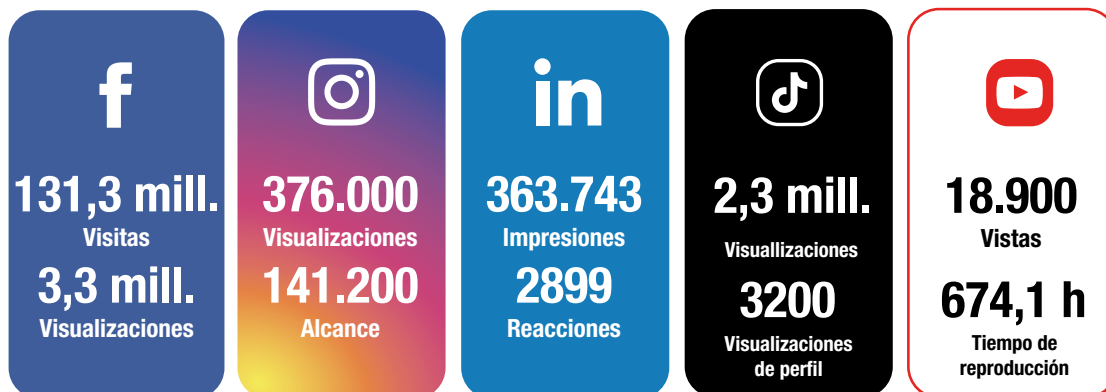 f
131,3 mill.
Visitas
3,3 mill.
Visualizaciones
376.000
Visualizaciones
141.200
Alcance
in
363.743
Impresiones
2899
Reacciones
2,3 mill.
Visuallizaciones
3200
Visualizaciones
de perfil
18.900
Vistas
674,1 h
Tiempo de
reproducción